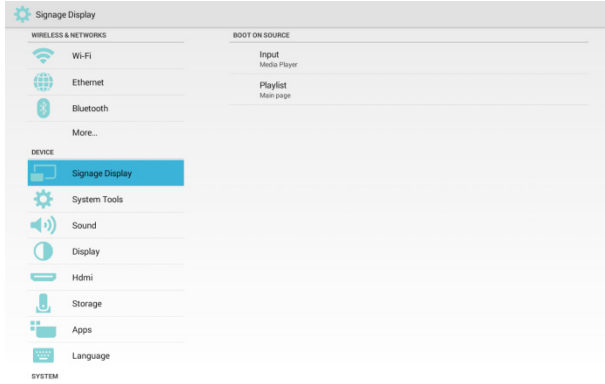 Signage Display
WIRELESS & NETWORKS
Wi-Fi
Ethernet
Bluetooth
More...
DEVICE
Signage Display
System Tools
Sound
Display
Hdmi
Storage
Apps
Language
SYSTEM
BOOT ON SOURCE
Input
Media Player
Playlist
Main page